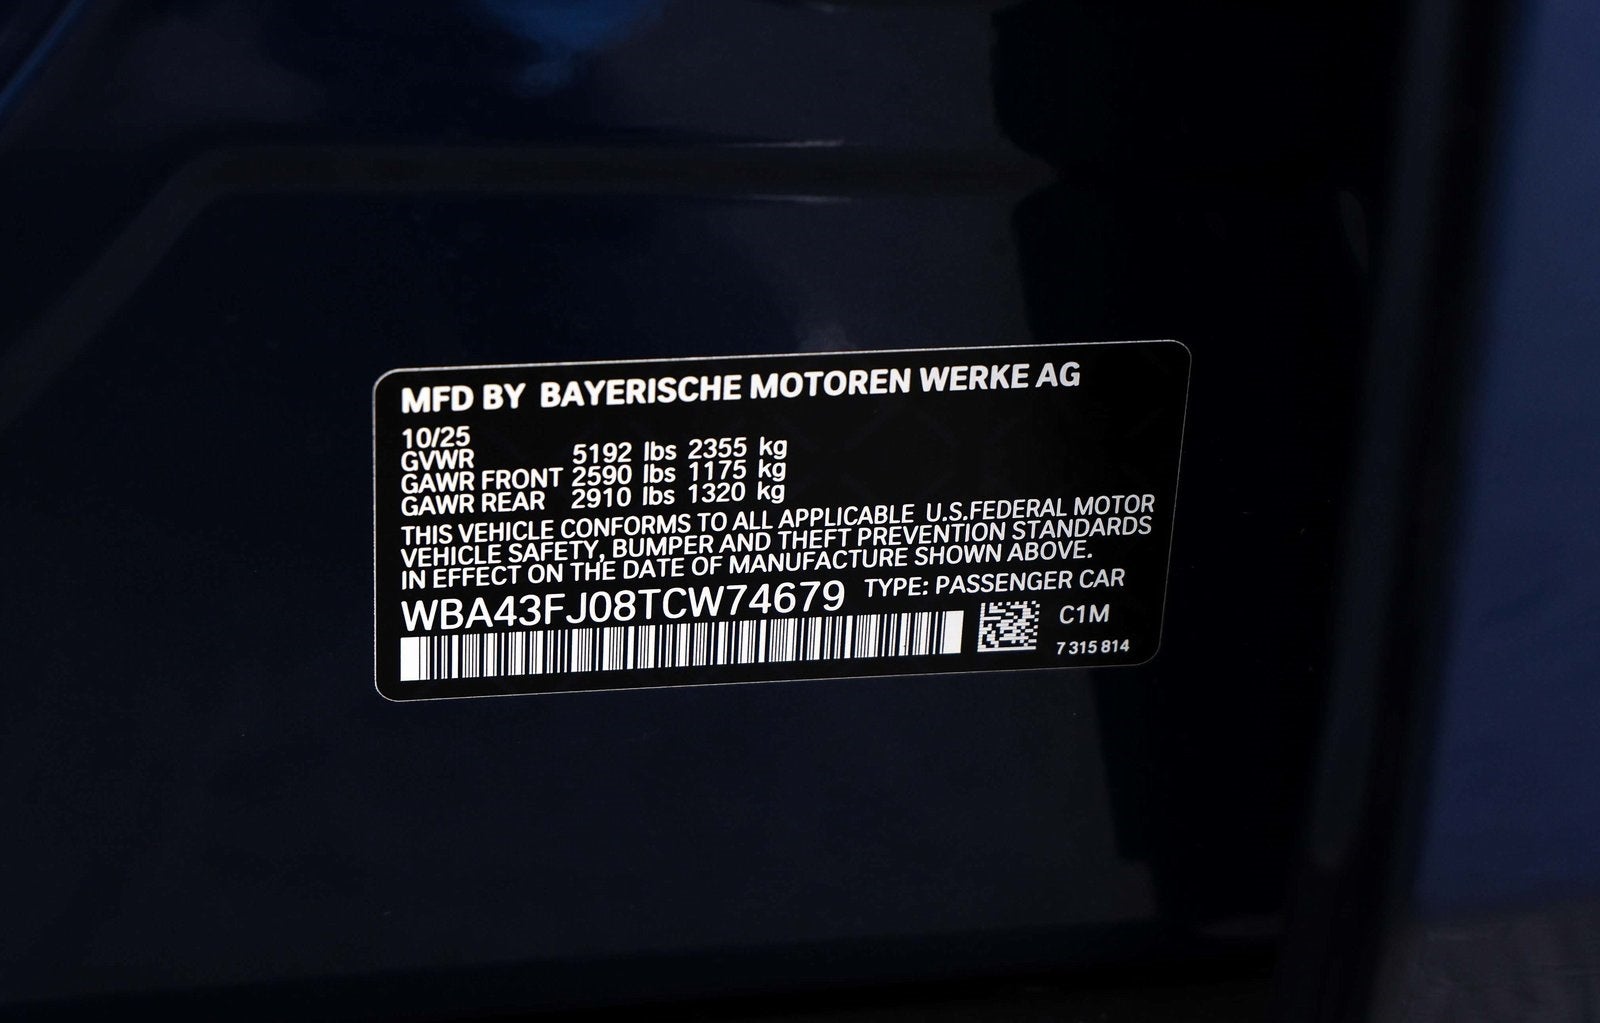 MFD BY BAYERISCHE MOTOREN WERKE AG
10/25
GVWR 5192 lbs 2355 kg
GAWR FRONT 2590 lbs 1175 kg
GAWR REAR 2910 lbs 1320 kg
THIS VEHICLE CONFORMS TO ALL APPLICABLE U.S.FEDERAL MOTOR
VEHICLE SAFETY, BUMPER AND THEFT PREVENTION STANDARDS
IN EFFECT ON THE DATE OF MANUFACTURE SHOWN ABOVE.
WBA43FJ08TCW74679 TYPE: PASSENGER CAR
C1M
7 315 814